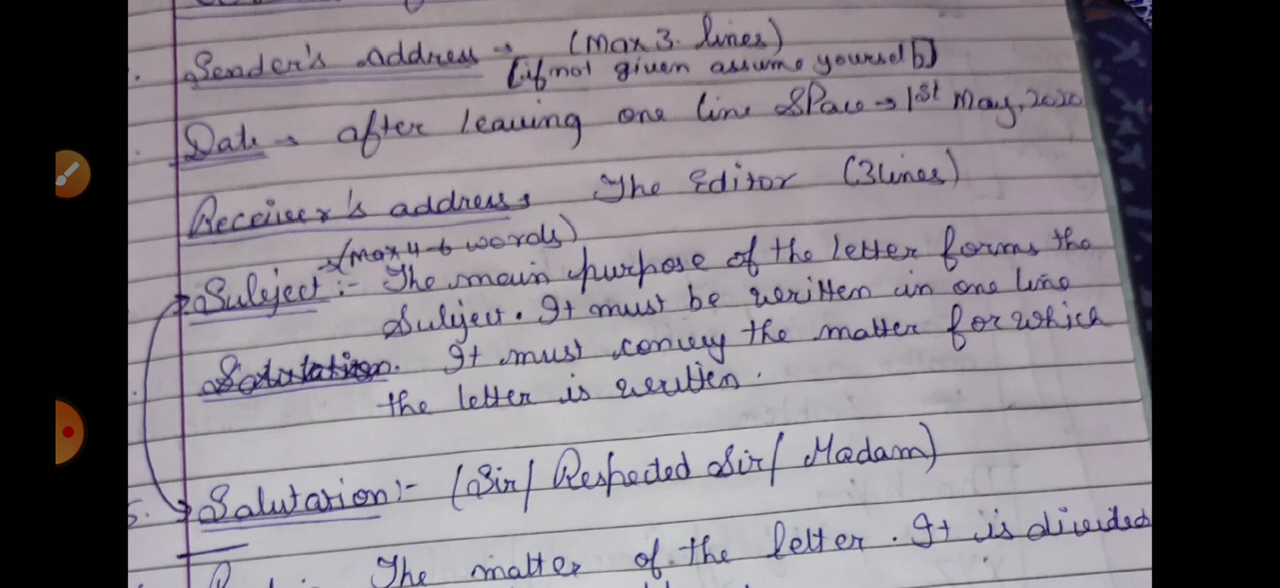 Sender's address → (Max 3. lines)
[if not given assume yourself]
Date → after leaving one line space → 1st May, 2020
Receiver's address, The Editor (3 lines)
(Max 4-6 words)
Subject :- The main purpose of the letter forms the
subject. It must be written in one line
Salutation. It must convey the matter for which
the letter is written.
5. Salutation :- (Sir/ Respected Sir/ Madam)
The matter of the letter. It is divided